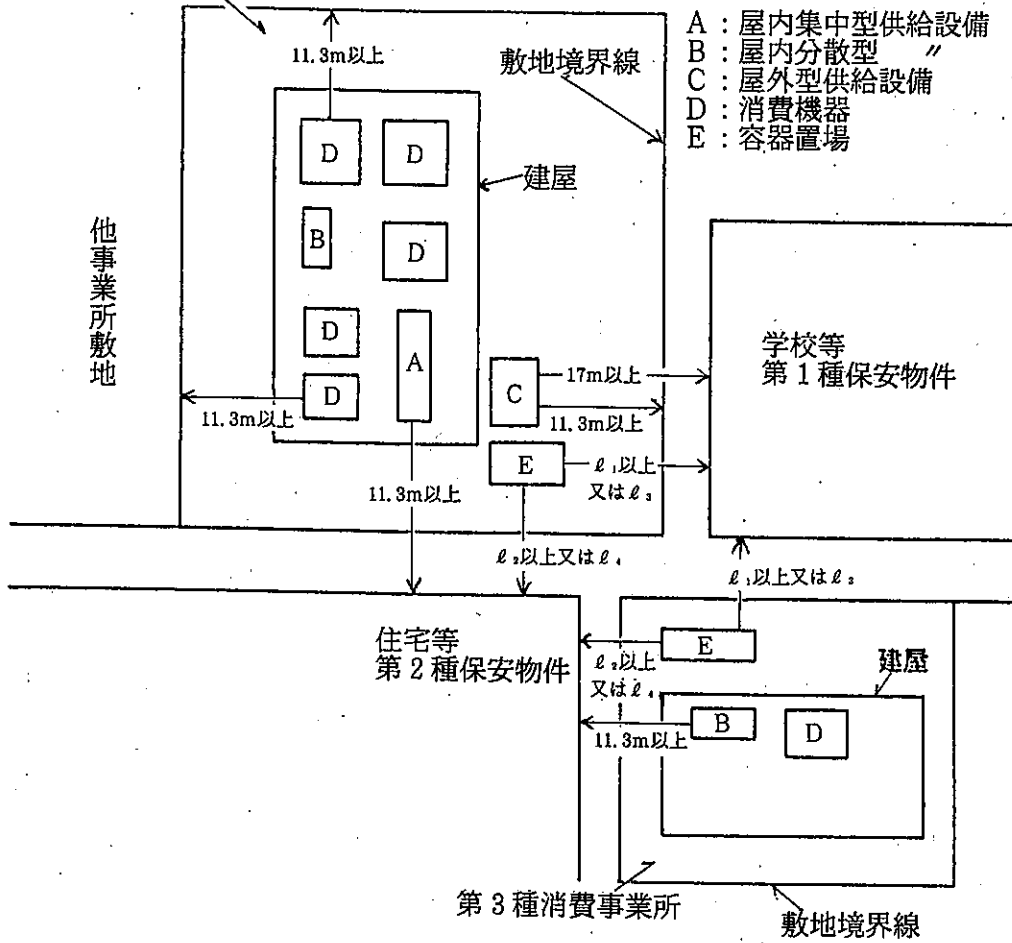 A：屋内集中型供給設備
B：屋内分散型　〃
C：屋外型供給設備
D：消費機器
E：容器置場
11.3m以上
敷地境界線
D
D
建屋
B
D
他事業所敷地
D
A
D
11.3m以上
C
17m以上
11.3m以上
学校等
第1種保安物件
E
ℓ₁以上
又はℓ₃
11.3m以上
ℓ₂以上又はℓ₄
ℓ₁以上又はℓ₃
住宅等
第2種保安物件
E
ℓ₂以上
又はℓ₄
建屋
B
D
11.3m以上
第3種消費事業所
敷地境界線